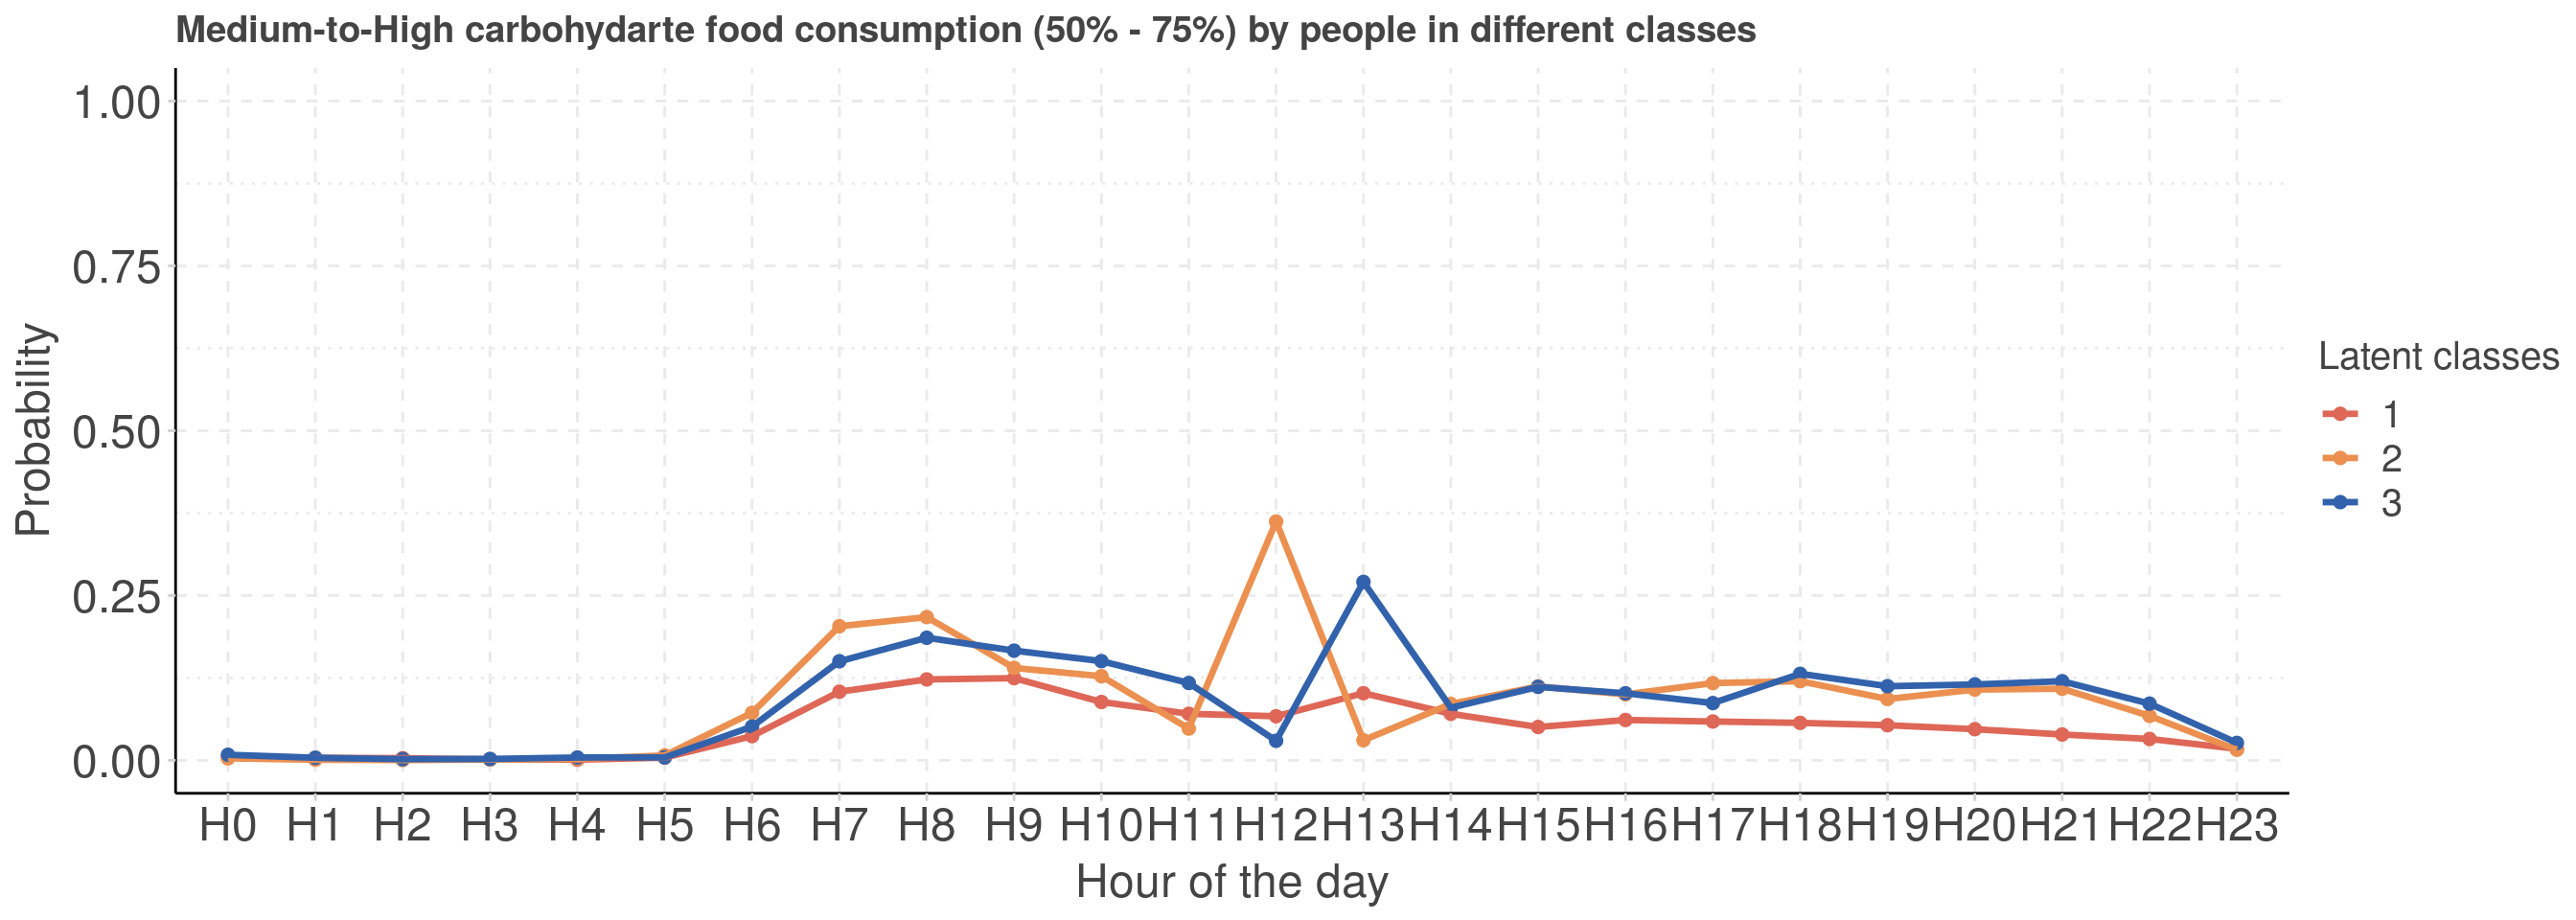 Medium-to-High carbohydarte food consumption (50% - 75%) by people in different classes
1.00
0.75
0.50
0.25
0.00
Probability
H0 H1 H2 H3 H4 H5 H6 H7 H8 H9 H10 H11 H12 H13 H14 H15 H16 H17 H18 H19 H20 H21 H22 H23
Hour of the day
Latent classes
1
2
3